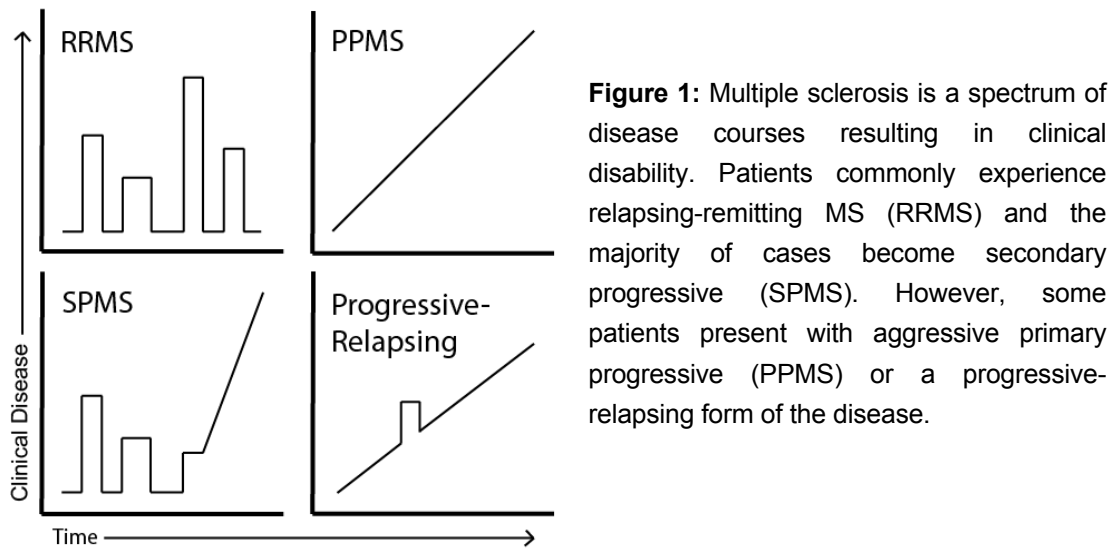 RRMS
PPMS
SPMS
Progressive-
Relapsing
Clinical Disease
Time
Figure 1: Multiple sclerosis is a spectrum of
disease courses resulting in clinical
disability. Patients commonly experience
relapsing-remitting MS (RRMS) and the
majority of cases become secondary
progressive (SPMS). However, some
patients present with aggressive primary
progressive (PPMS) or a progressive-
relapsing form of the disease.